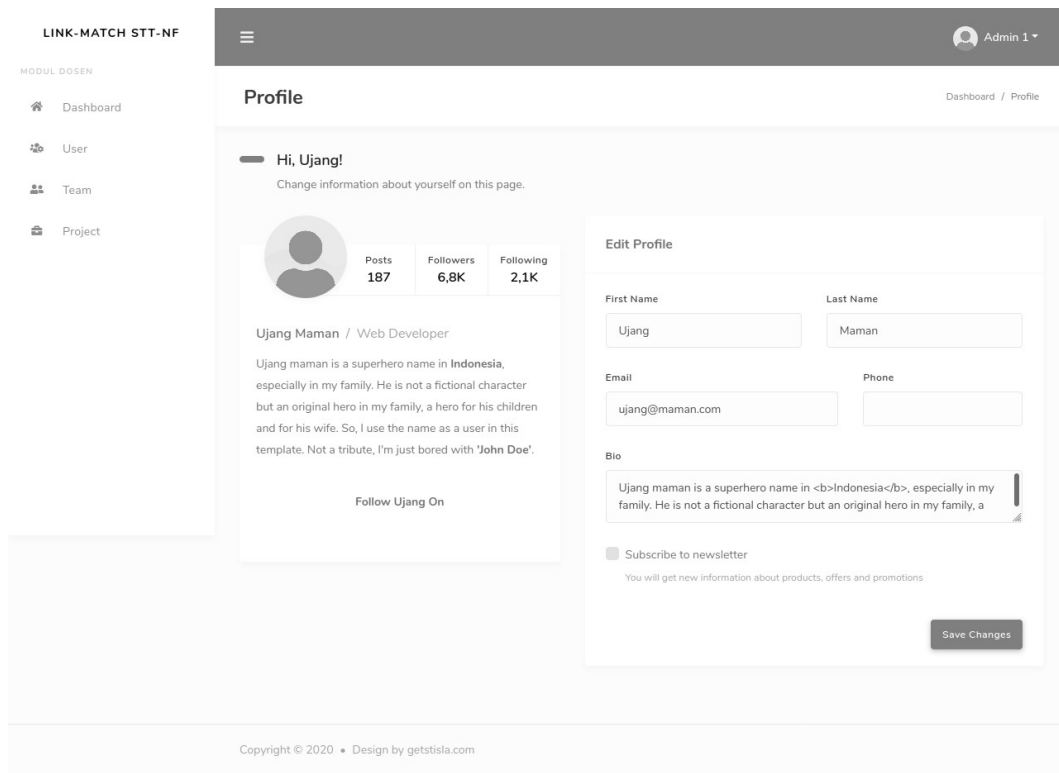 LINK-MATCH STT-NF
MODUL DOSEN
Dashboard
User
Team
Project
Admin 1
Profile
Dashboard / Profile
Hi, Ujang!
Change information about yourself on this page.
Posts
187
Followers
6,8K
Following
2,1K
Ujang Maman / Web Developer
Ujang maman is a superhero name in Indonesia,
especially in my family. He is not a fictional character
but an original hero in my family, a hero for his children
and for his wife. So, I use the name as a user in this
template. Not a tribute, I'm just bored with 'John Doe'.
Follow Ujang On
Edit Profile
First Name
Ujang
Last Name
Maman
Email
ujang@maman.com
Phone
Bio
Ujang maman is a superhero name in <b>Indonesia</b>, especially in my
family. He is not a fictional character but an original hero in my family, a
Subscribe to newsletter
You will get new information about products, offers and promotions
Save Changes
Copyright © 2020 • Design by getstisla.com